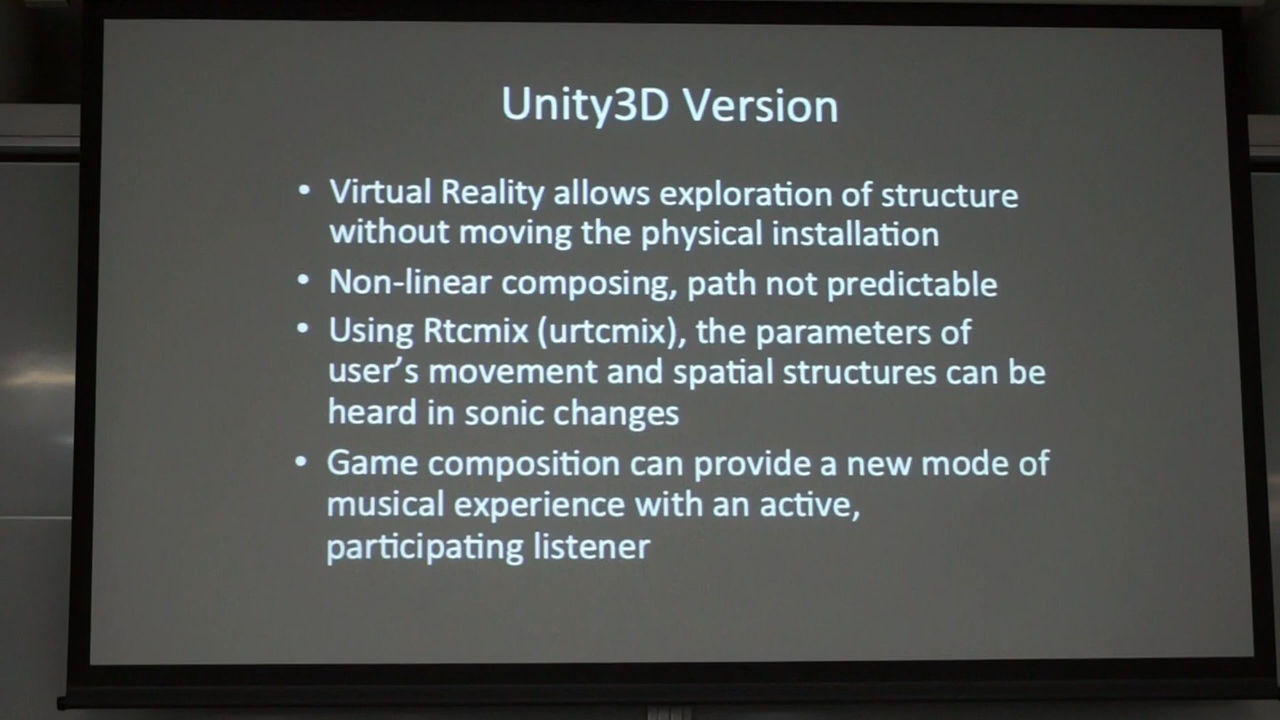 Unity3D Version
• Virtual Reality allows exploration of structure
without moving the physical installation
• Non-linear composing, path not predictable
• Using Rtcmix (urtcmix), the parameters of
user's movement and spatial structures can be
heard in sonic changes
• Game composition can provide a new mode of
musical experience with an active,
participating listener